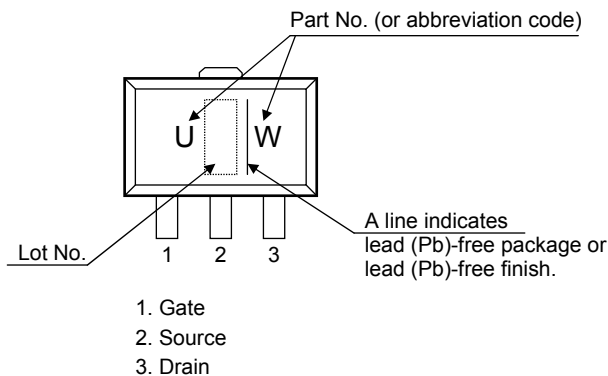 Part No. (or abbreviation code)
U W
Lot No.
A line indicates
lead (Pb)-free package or
lead (Pb)-free finish.
1 2 3
1. Gate
2. Source
3. Drain